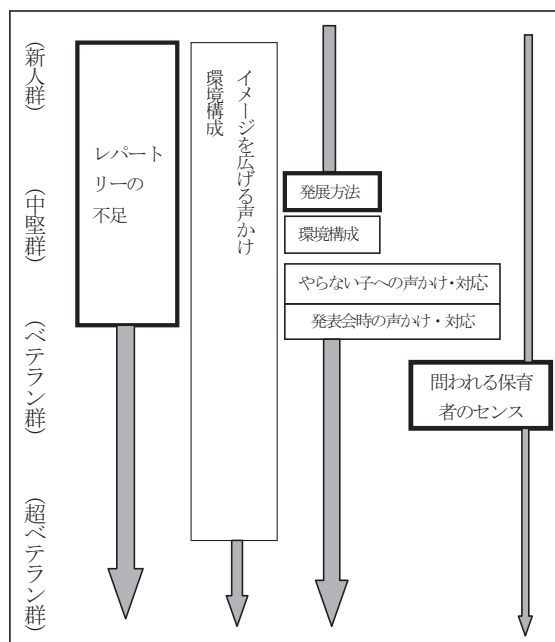 (新人群)
(中堅群)
(ベテラン群)
(超ベテラン群)
レパート
リーの
不足
イメージを広げる声かけ
環境構成
発展方法
環境構成
やらない子への声かけ・対応
発表会時の声かけ・対応
問われる保育
者のセンス